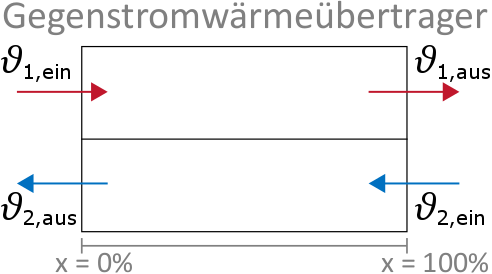 Gegenstromwärmeübertrager
ϑ1,ein
ϑ1,aus
ϑ2,aus
ϑ2,ein
x = 0%
x = 100%